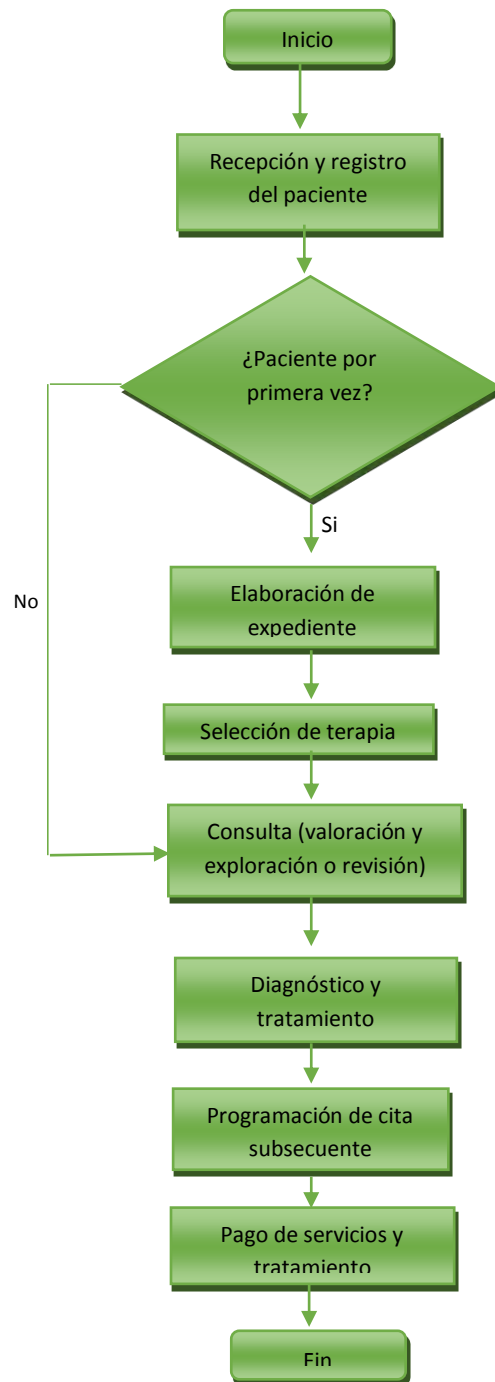 Inicio
Recepción y registro
del paciente
¿Paciente por
primera vez?
Si
No
Elaboración de
expediente
Selección de terapia
Consulta (valoración y
exploración o revisión)
Diagnóstico y
tratamiento
Programación de cita
subsecuente
Pago de servicios y
tratamiento
Fin